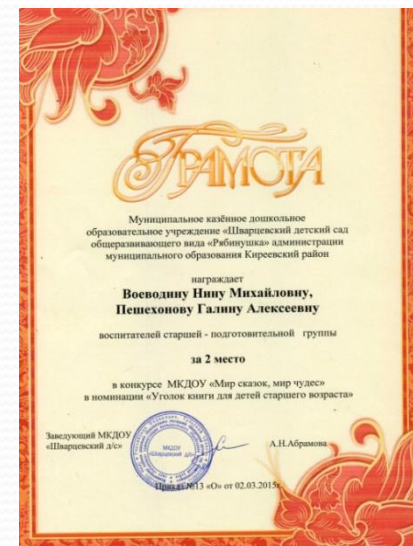 ГРАМОТА
Муниципальное казённое дошкольное
образовательное учреждение «Шварцевский детский сад
общеразвивающего вида «Рябинушка» администрации
муниципального образования Киреевский район
награждает
Воеводину Нину Михайловну,
Пешехонову Галину Алексеевну
воспитателей старшей - подготовительной группы
за 2 место
в конкурсе МКДОУ «Мир сказок, мир чудес»
в номинации «Уголок книги для детей старшего возраста»
Заведующий МКДОУ
«Шварцевский д/с»
А.Н.Абрамова
МКДОУ
«Шварцевский д/с»
Приказ №13 «О» от 02.03.2015г.